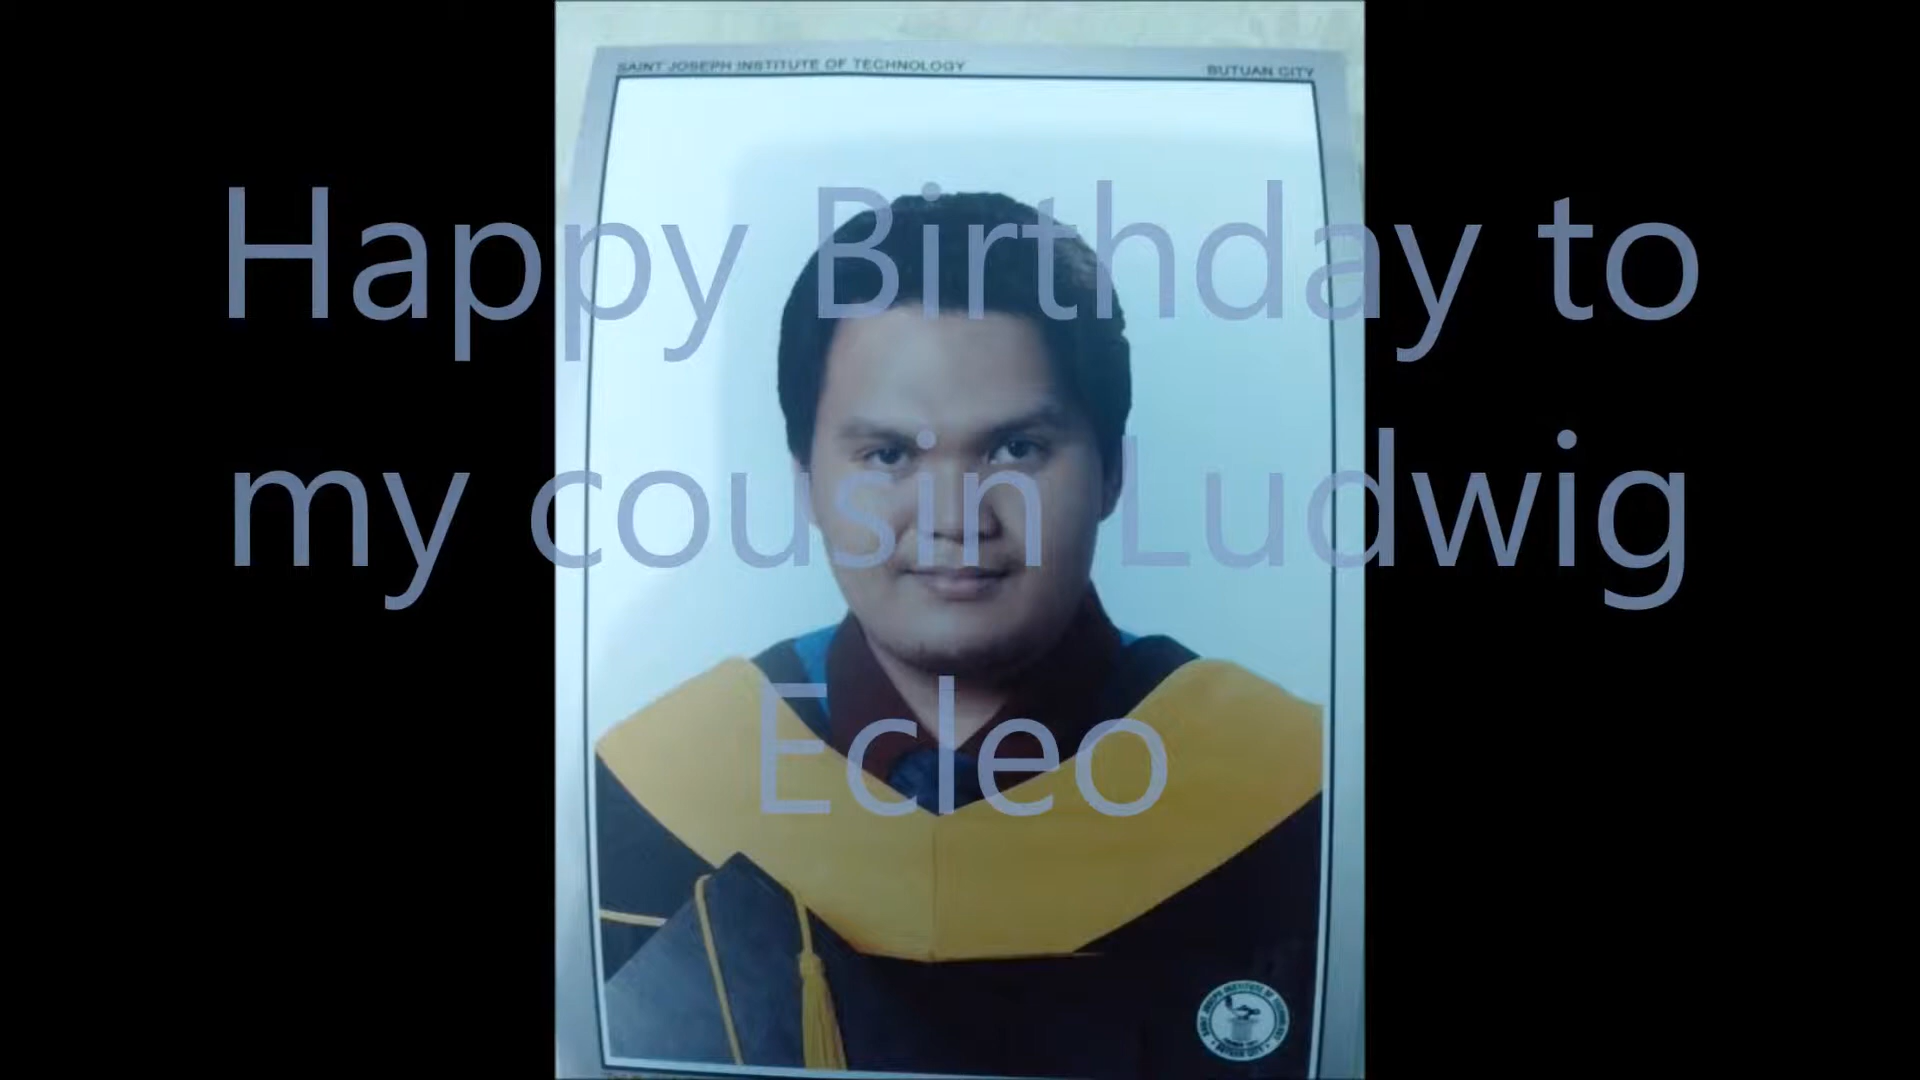 SAINT JOSEPH INSTITUTE OF TECHNOLOGY
BUTUAN CITY
Happy Birthday to
my cousin Ludwig
Ecleo